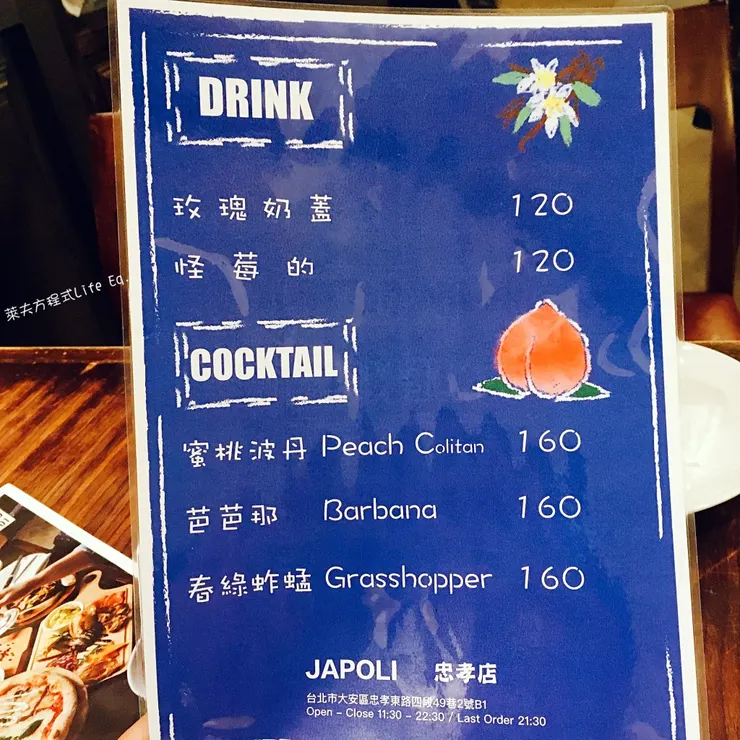 DRINK
玫瑰奶蓋 120
怪莓的 120
萊夫方程式Life Eq.
COCKTAIL
蜜桃波丹 Peach Colitan 160
芭芭那 Barbana 160
春綠蚱蜢 Grasshopper 160
JAPOLI 忠孝店
台北市大安區忠孝東路四段49巷2號B1
Open - Close 11:30 - 22:30 / Last Order 21:30